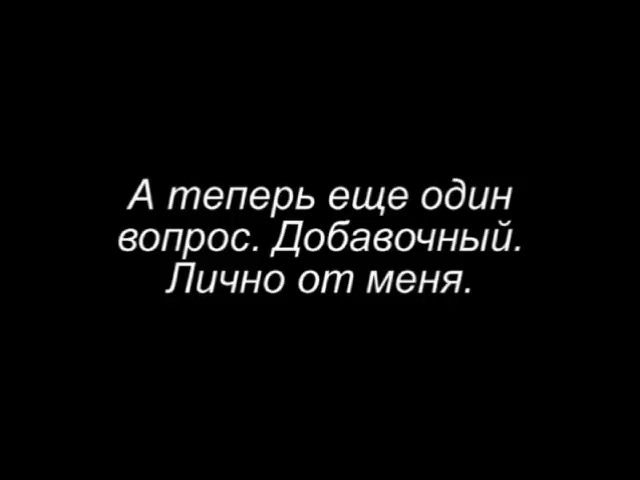 А теперь еще один
вопрос. Добавочный.
Лично от меня.